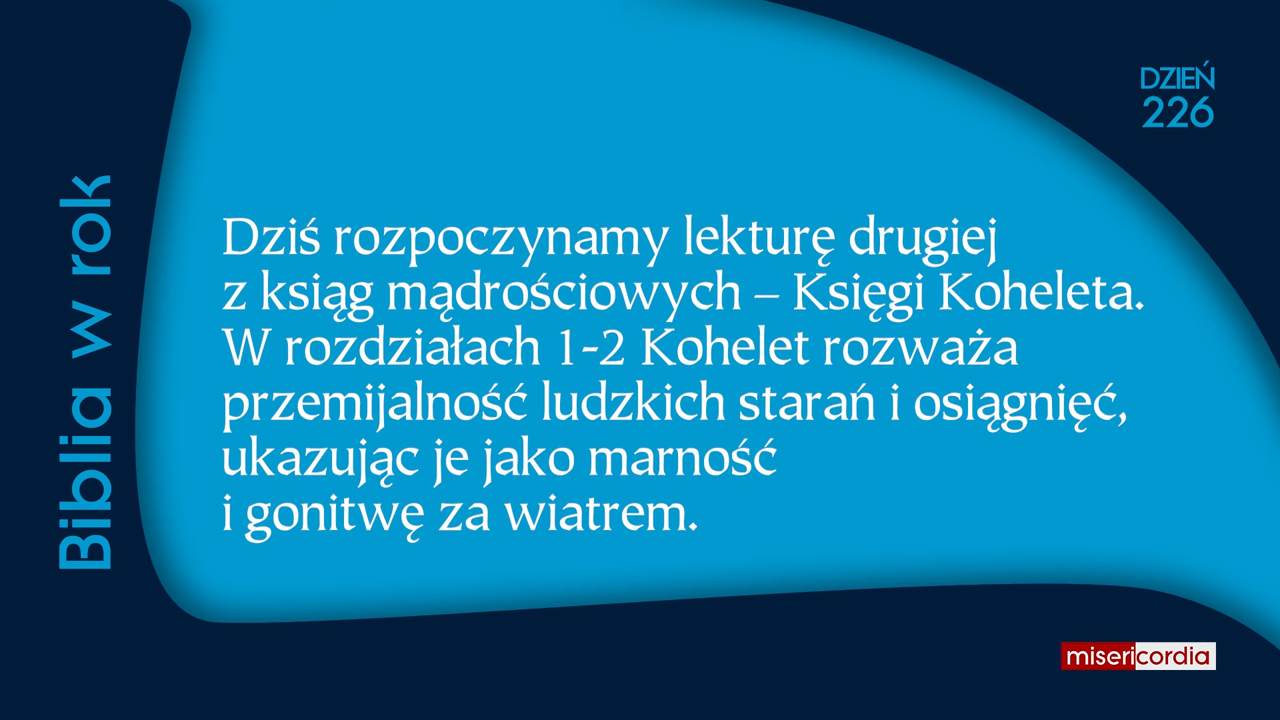 DZIEŃ
226
Biblia w rok
Dziś rozpoczynamy lekturę drugiej
z ksiąg mądrościowych – Księgi Koheleta.
W rozdziałach 1-2 Kohelet rozważa
przemijalność ludzkich starań i osiągnięć,
ukazując je jako marność
i gonitwę za wiatrem.
misericordia